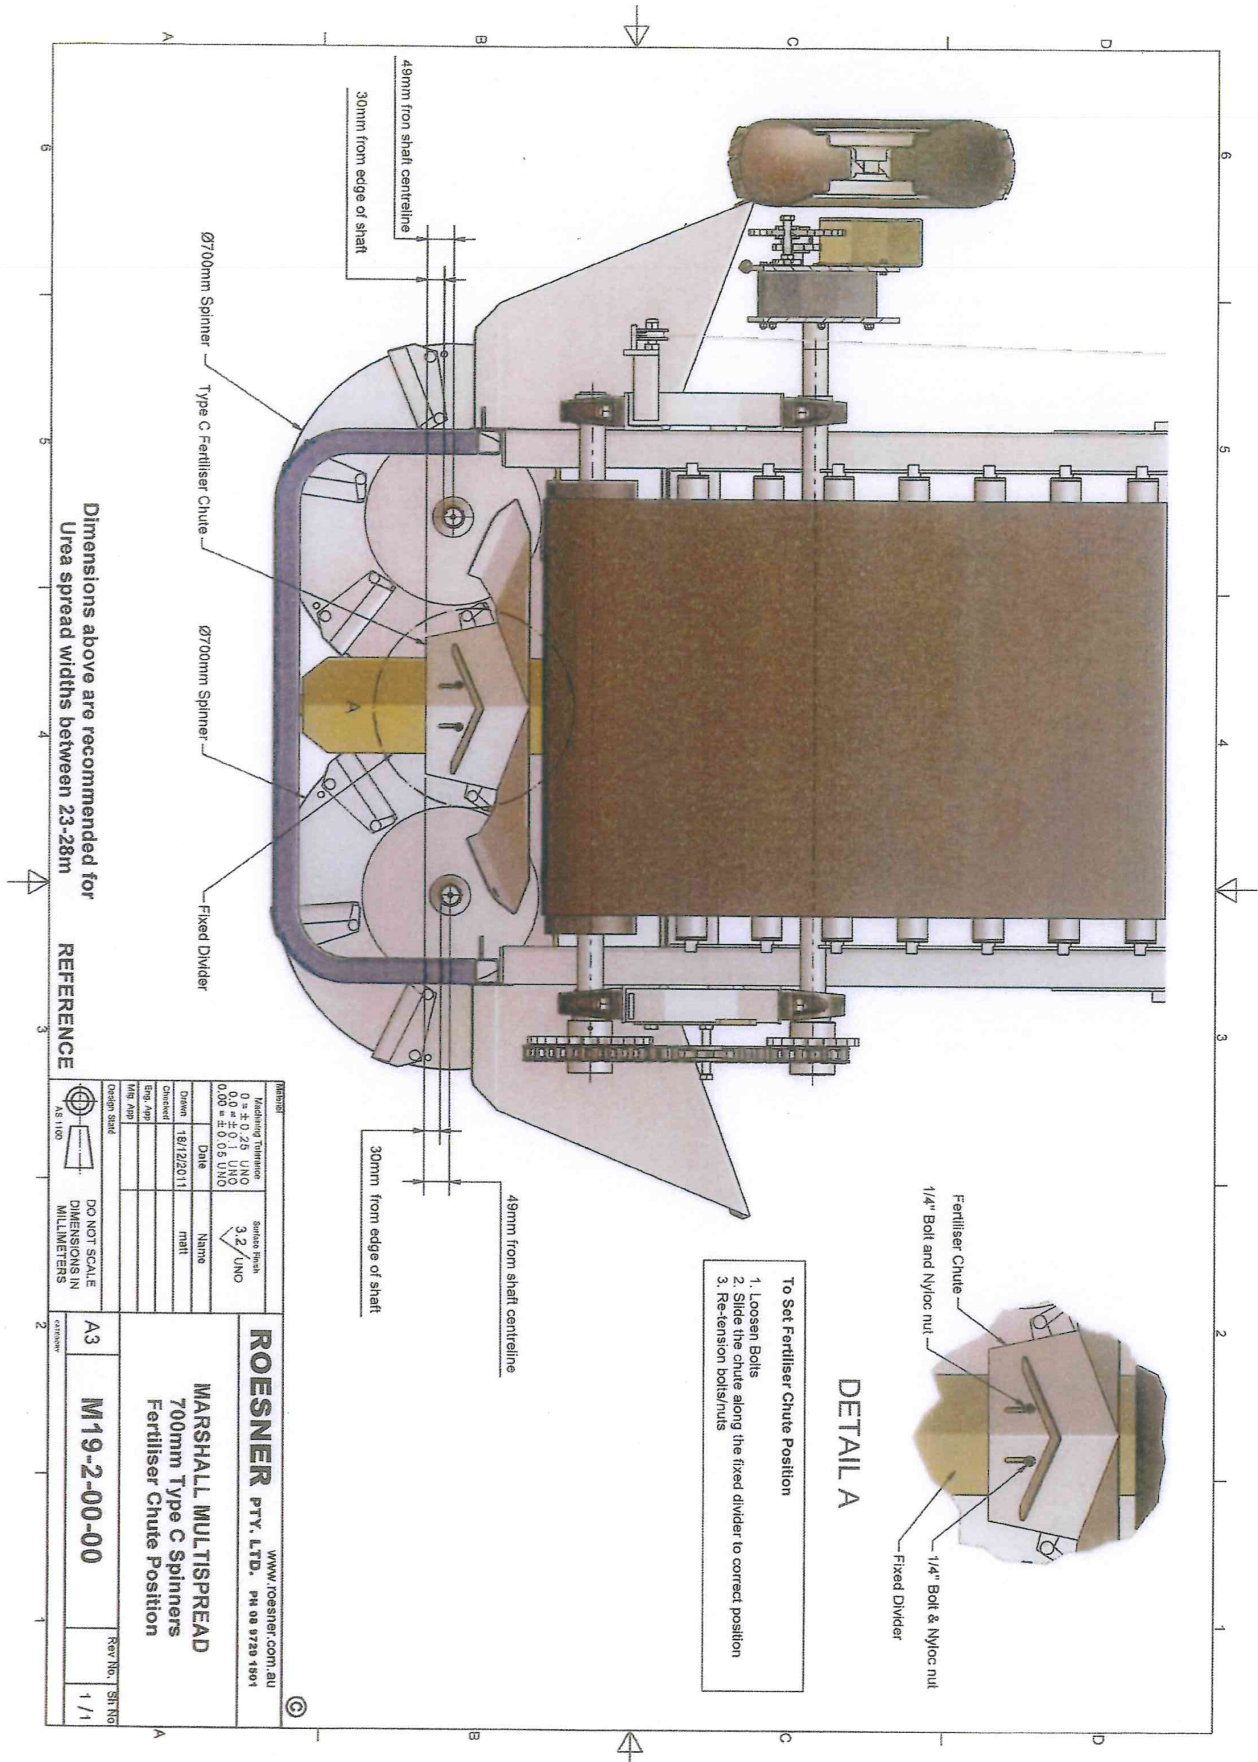 6
5
4
3
2
1
D
C
B
A
D
C
B
A
6
5
4
3
2
1
49mm fron shaft centreline
30mm from edge of shaft
Ø700mm Spinner
Type C Fertiliser Chute
Ø700mm Spinner
Fixed Divider
A
49mm from shaft centreline
30mm from edge of shaft
Dimensions above are recommended for
Urea spread widths between 23-28m
REFERENCE
Fertiliser Chute
1/4" Bolt and Nyloc nut
1/4" Bolt & Nyloc nut
Fixed Divider
DETAIL A
To Set Fertiliser Chute Position
1. Loosen Bolts
2. Slide the chute along the fixed divider to correct position
3. Re-tension bolts/nuts
©
Material
Machining Tolerance
0 = ± 0.25 UNO
0.0 = ± 0.1 UNO
0.00 = ± 0.05 UNO
Surface Finish
3.2 UNO
Date
Name
Drawn
18/12/2011
matt
Checked
Eng. App
Mfg. App
Design State
AS 1100
DO NOT SCALE
DIMENSIONS IN
MILLIMETERS
ROESNER PTY. LTD.
www.roesner.com.au
PH 08 9720 1501
MARSHALL MULTISPREAD
700mm Type C Spinners
Fertiliser Chute Position
A3
M19-2-00-00
Rev No.
Sh No
1 / 1
CATEGORY